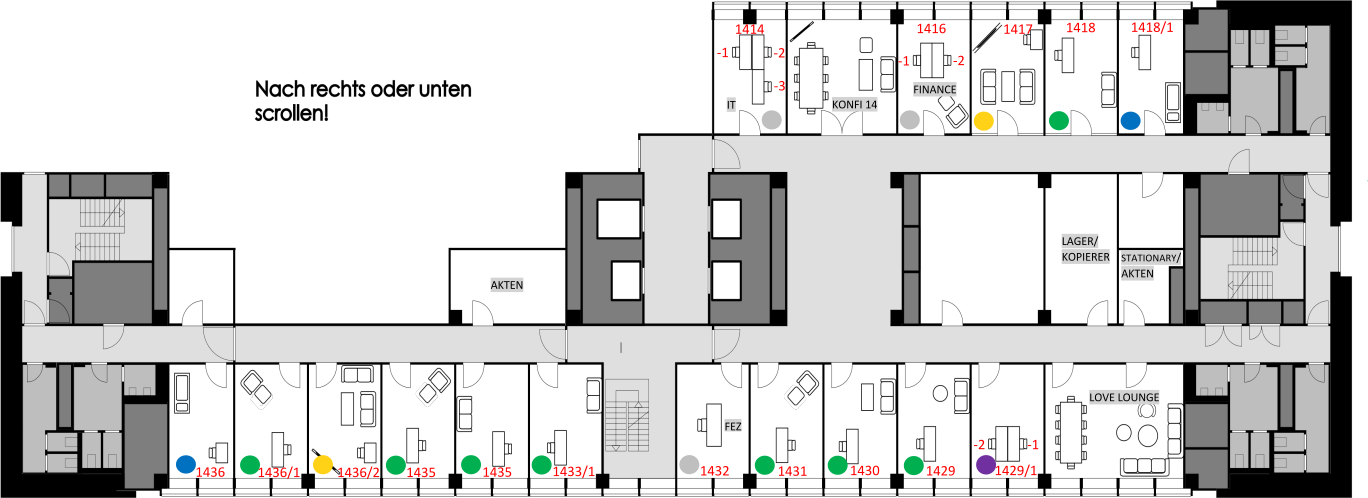 Nach rechts oder unten
scrollen!
1414
-1
-2
-3
IT
KONFI 14
1416
-1
-2
FINANCE
1417
1418
1418/1
LAGER/
KOPIERER
STATIONARY/
AKTEN
AKTEN
1436
1436/1
1436/2
1435
1435
1433/1
FEZ
1432
1431
1430
1429
-2
-1
1429/1
LOVE LOUNGE